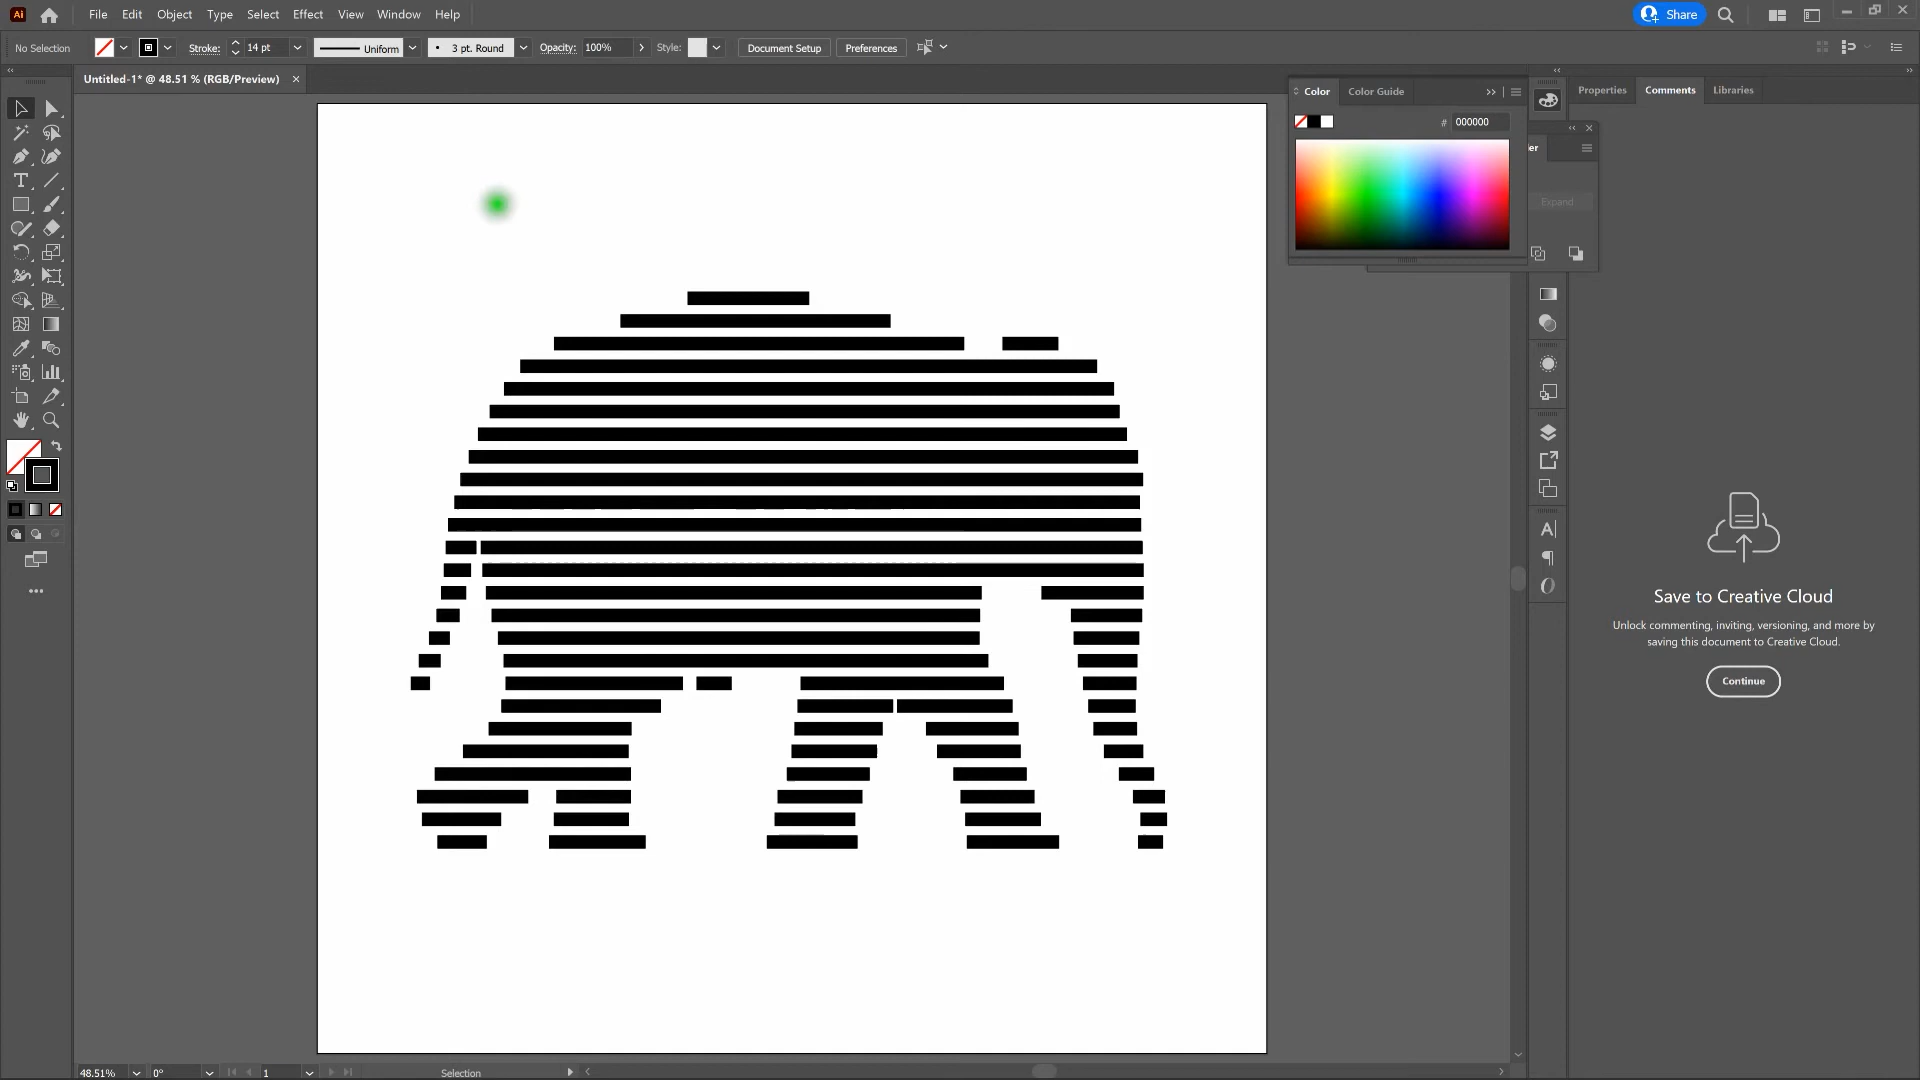 Ai File Edit Object Type Select Effect View Window Help Share
No Selection Stroke: 14 pt Uniform 3 pt. Round Opacity: 100% Style: Document Setup Preferences
Untitled-1* @ 48.51 % (RGB/Preview)
Color Color Guide
# 000000
der
Expand
Properties Comments Libraries
Save to Creative Cloud
Unlock commenting, inviting, versioning, and more by
saving this document to Creative Cloud.
Continue
48.51% 0° 1 Selection